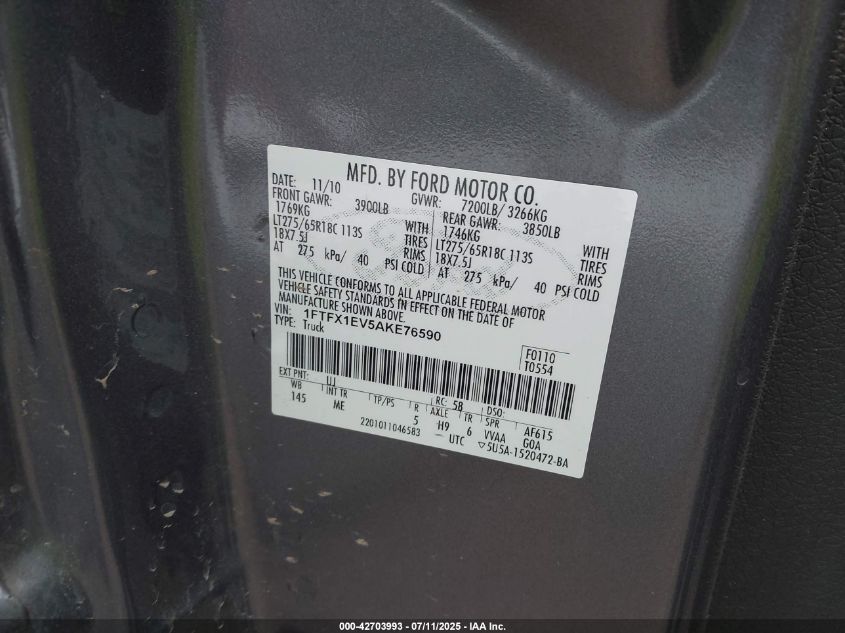 MFD. BY FORD MOTOR CO.
DATE: 11/10 GVWR: 7200LB/ 3266KG
FRONT GAWR: 3900LB REAR GAWR: 3850LB
1769KG WITH 1746KG WITH
LT275/65R18C 113S TIRES LT275/65R18C 113S TIRES
18X7.5J RIMS 18X7.5J RIMS
AT 275 kPa/ 40 PSI COLD AT 275 kPa/ 40 PSI COLD
THIS VEHICLE CONFORMS TO ALL APPLICABLE FEDERAL MOTOR
VEHICLE SAFETY STANDARDS IN EFFECT ON THE DATE OF
MANUFACTURE SHOWN ABOVE.
VIN: 1FTFX1EV5AKE76590
TYPE: Truck
F0110
T0554
EXT PNT: UJ RC: 58 DSO:
WB INT TR TP/PS R AXLE TR SPR AF615
145 ME 5 H9 6 VVAA GOA
2201011046583 – UTC ▽5U5A-1520472-BA
000-42703993 / 07/11/2025 - IAA Inc.